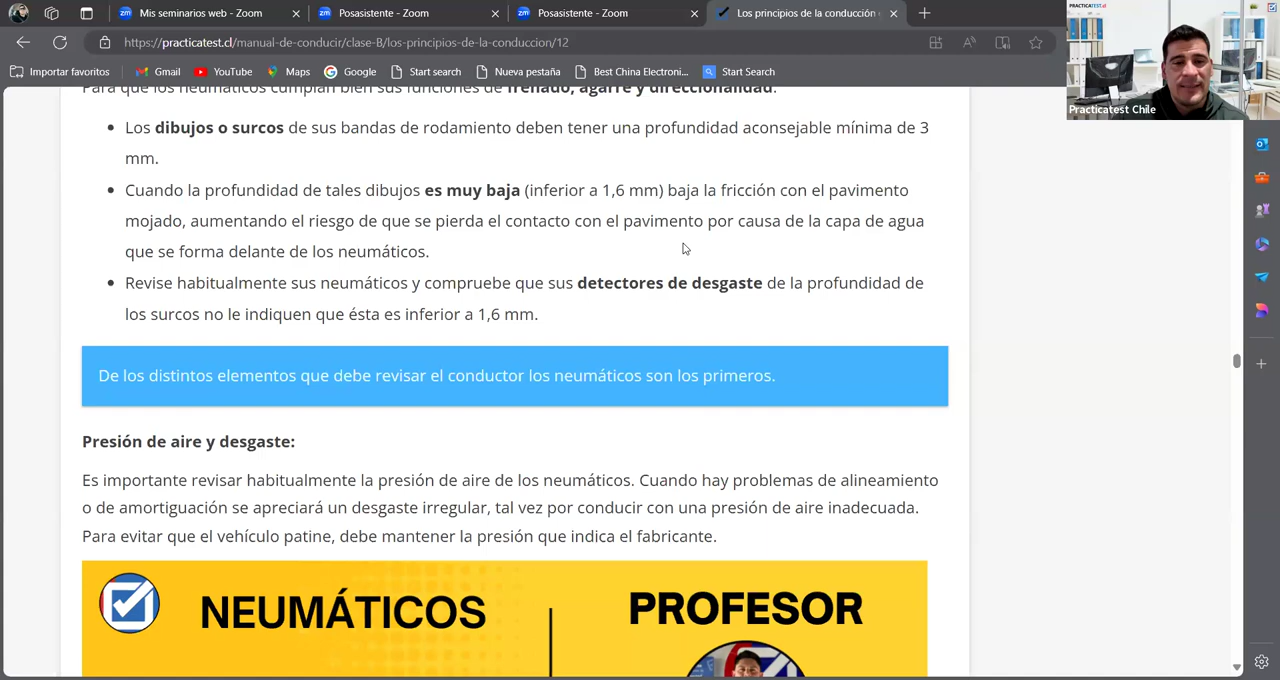 Mis seminarios web - Zoom
Posasistente - Zoom
Posasistente - Zoom
Los principios de la conducción
https://practicatest.cl/manual-de-conducir/clase-B/los-principios-de-la-conduccion/12
Importar favoritos
Gmail
YouTube
Maps
Google
Start search
Nueva pestaña
Best China Electroni...
Start Search
PRACTICATEST.cl
Practicatest Chile
Para que los neumáticos cumplan bien sus funciones de frenado, agarre y direccionalidad:
Los dibujos o surcos de sus bandas de rodamiento deben tener una profundidad aconsejable mínima de 3
mm.
Cuando la profundidad de tales dibujos es muy baja (inferior a 1,6 mm) baja la fricción con el pavimento
mojado, aumentando el riesgo de que se pierda el contacto con el pavimento por causa de la capa de agua
que se forma delante de los neumáticos.
Revise habitualmente sus neumáticos y compruebe que sus detectores de desgaste de la profundidad de
los surcos no le indiquen que ésta es inferior a 1,6 mm.
De los distintos elementos que debe revisar el conductor los neumáticos son los primeros.
Presión de aire y desgaste:
Es importante revisar habitualmente la presión de aire de los neumáticos. Cuando hay problemas de alineamiento
o de amortiguación se apreciará un desgaste irregular, tal vez por conducir con una presión de aire inadecuada.
Para evitar que el vehículo patine, debe mantener la presión que indica el fabricante.
NEUMÁTICOS
PROFESOR